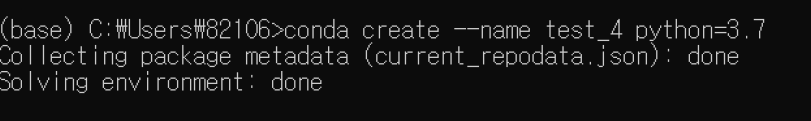 (base) C:₩Users₩82106>conda create --name test_4 python=3.7
Collecting package metadata (current_repodata.json): done
Solving environment: done